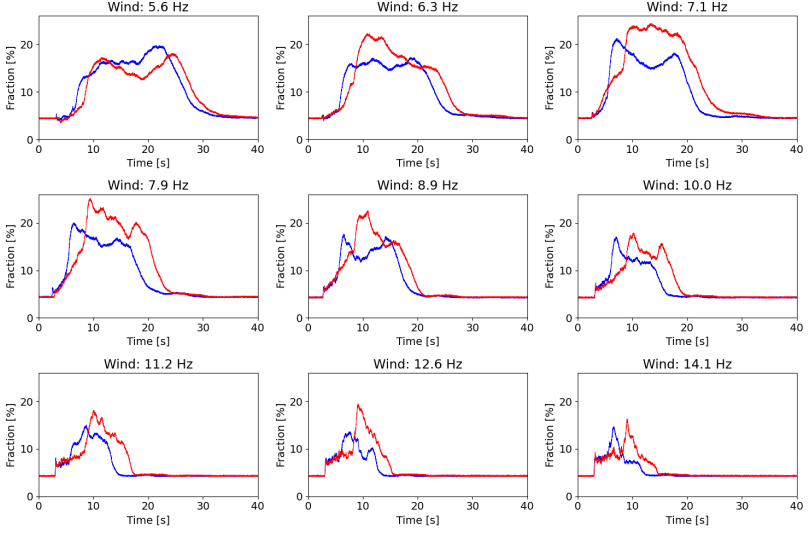 Wind: 5.6 Hz
Wind: 6.3 Hz
Wind: 7.1 Hz
Fraction [%]
20
10
0
0 10 20 30 40
Time [s]
Fraction [%]
20
10
0
0 10 20 30 40
Time [s]
Fraction [%]
20
10
0
0 10 20 30 40
Time [s]
Wind: 7.9 Hz
Wind: 8.9 Hz
Wind: 10.0 Hz
Fraction [%]
20
10
0
0 10 20 30 40
Time [s]
Fraction [%]
20
10
0
0 10 20 30 40
Time [s]
Fraction [%]
20
10
0
0 10 20 30 40
Time [s]
Wind: 11.2 Hz
Wind: 12.6 Hz
Wind: 14.1 Hz
Fraction [%]
20
10
0
0 10 20 30 40
Time [s]
Fraction [%]
20
10
0
0 10 20 30 40
Time [s]
Fraction [%]
20
10
0
0 10 20 30 40
Time [s]